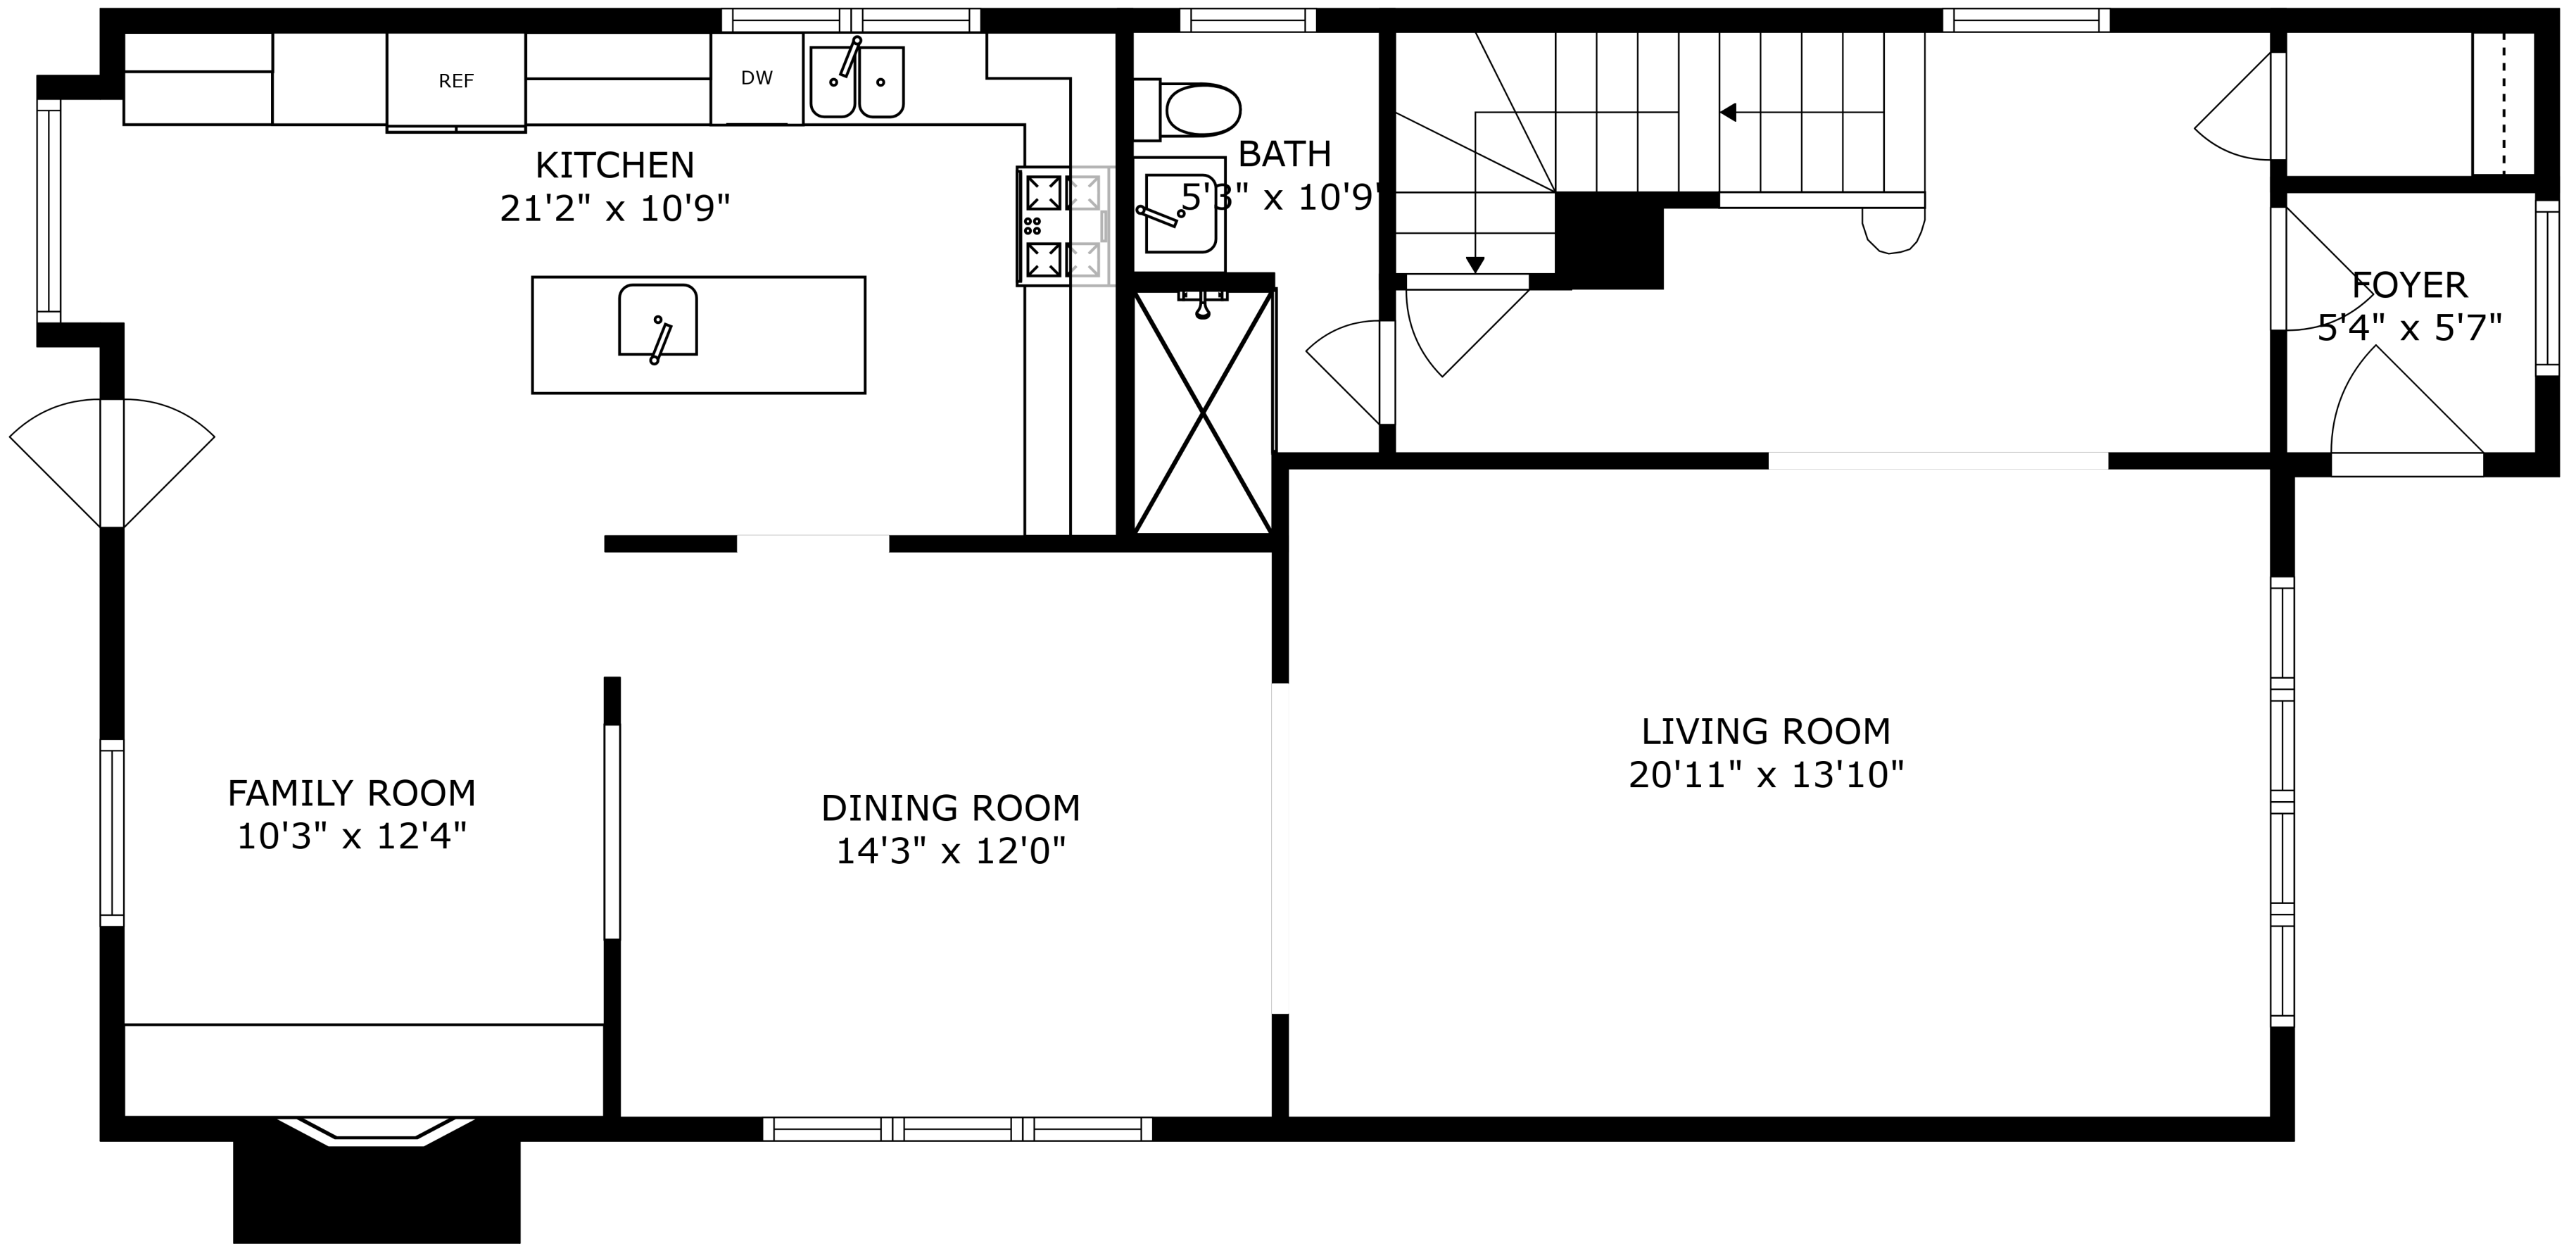 REF
DW
KITCHEN
21'2" x 10'9"
BATH
5'3" x 10'9"
FOYER
5'4" x 5'7"
LIVING ROOM
20'11" x 13'10"
FAMILY ROOM
10'3" x 12'4"
DINING ROOM
14'3" x 12'0"